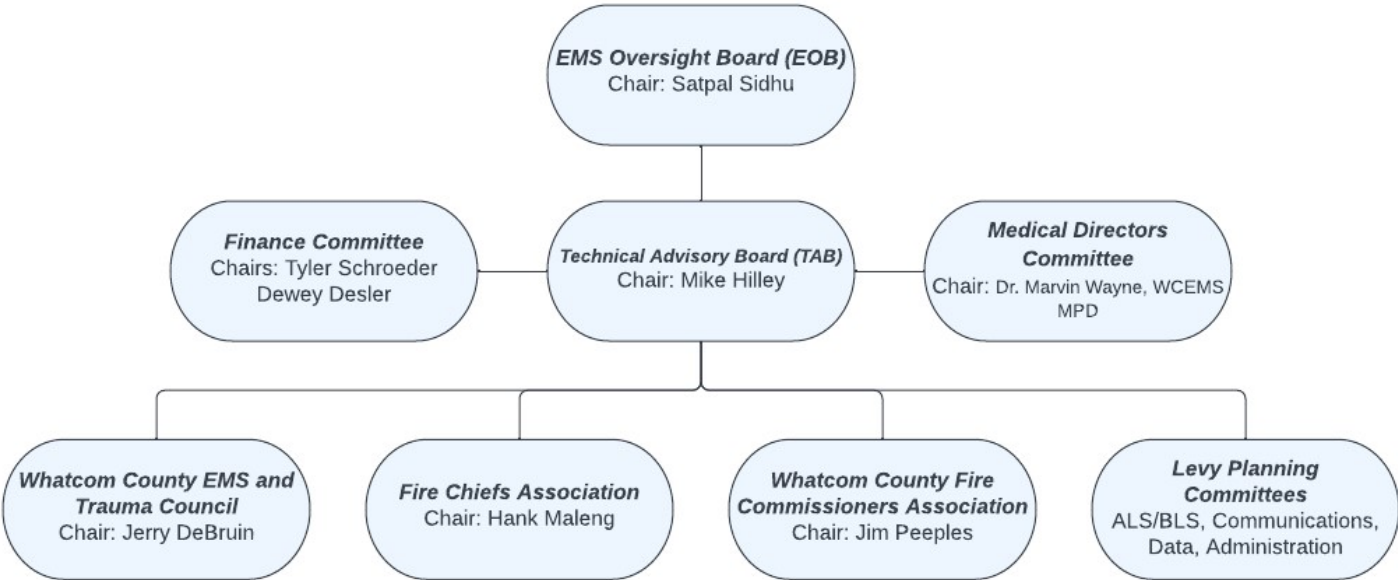 EMS Oversight Board (EOB)
Chair: Satpal Sidhu
Finance Committee
Chairs: Tyler Schroeder
Dewey Desler
Technical Advisory Board (TAB)
Chair: Mike Hilley
Medical Directors
Committee
Chair: Dr. Marvin Wayne, WCEMS
MPD
Whatcom County EMS and
Trauma Council
Chair: Jerry DeBruin
Fire Chiefs Association
Chair: Hank Maleng
Whatcom County Fire
Commissioners Association
Chair: Jim Peeples
Levy Planning
Committees
ALS/BLS, Communications,
Data, Administration